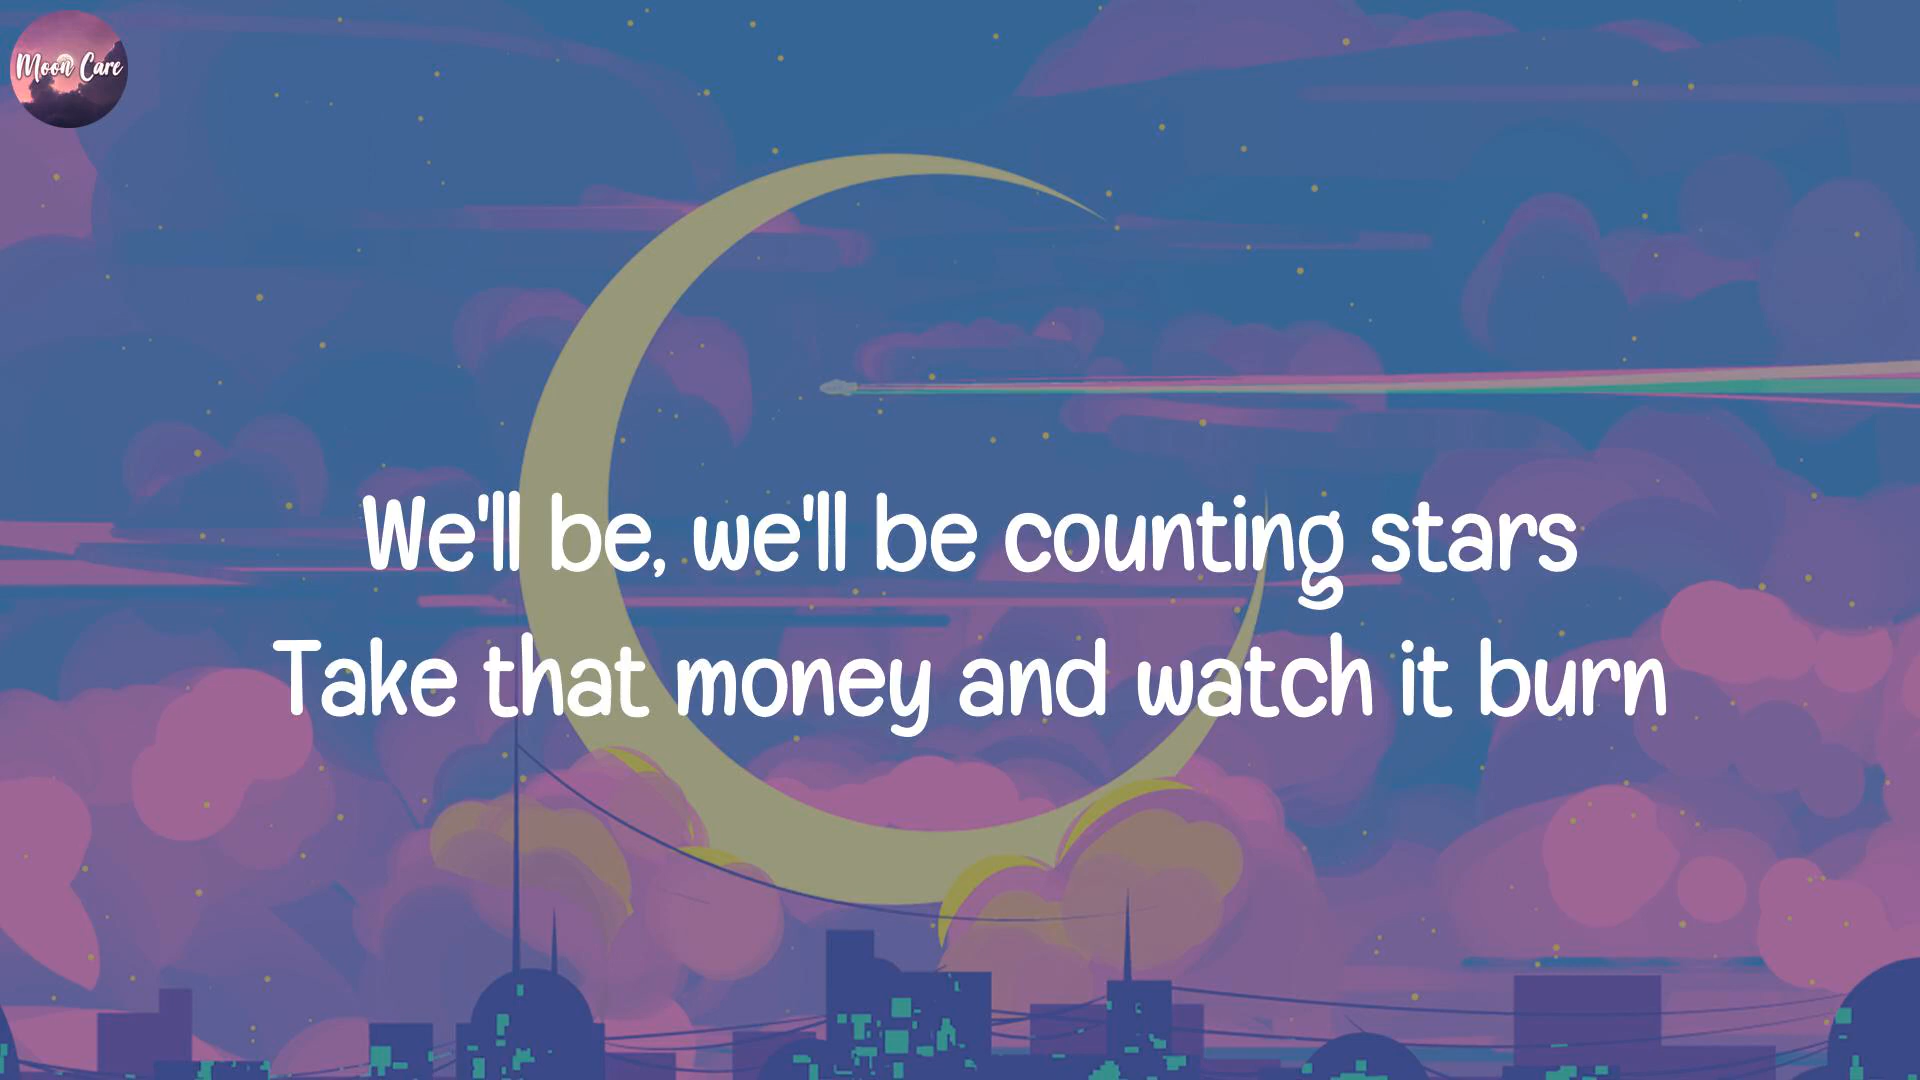 Moon Care
We'll be, we'll be counting stars
Take that money and watch it burn